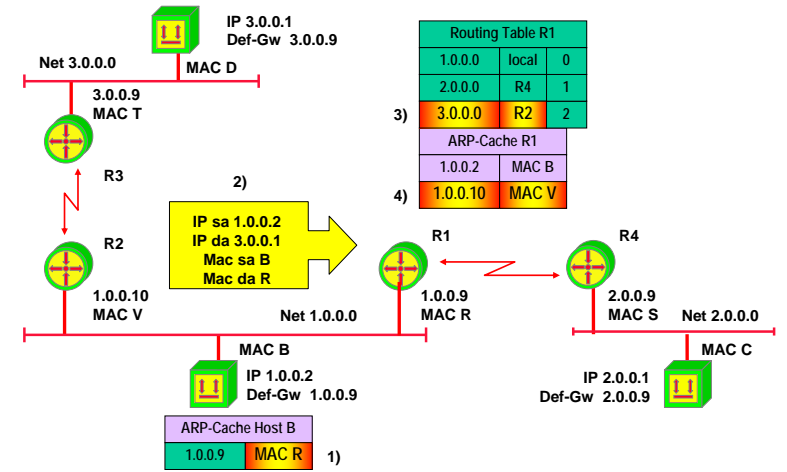 IP 3.0.0.1
Def-Gw 3.0.0.9
Net 3.0.0.0
MAC D
3.0.0.9
MAC T
R3
R2
1.0.0.10
MAC V
2)
IP sa 1.0.0.2
IP da 3.0.0.1
Mac sa B
Mac da R
Routing Table R1
1.0.0.0 local 0
2.0.0.0 R4 1
3) 3.0.0.0 R2 2
ARP-Cache R1
1.0.0.2 MAC B
4) 1.0.0.10 MAC V
R1
1.0.0.9
MAC R
R4
2.0.0.9
MAC S
Net 1.0.0.0
Net 2.0.0.0
MAC B
IP 1.0.0.2
Def-Gw 1.0.0.9
MAC C
IP 2.0.0.1
Def-Gw 2.0.0.9
ARP-Cache Host B
1.0.0.9 MAC R 1)